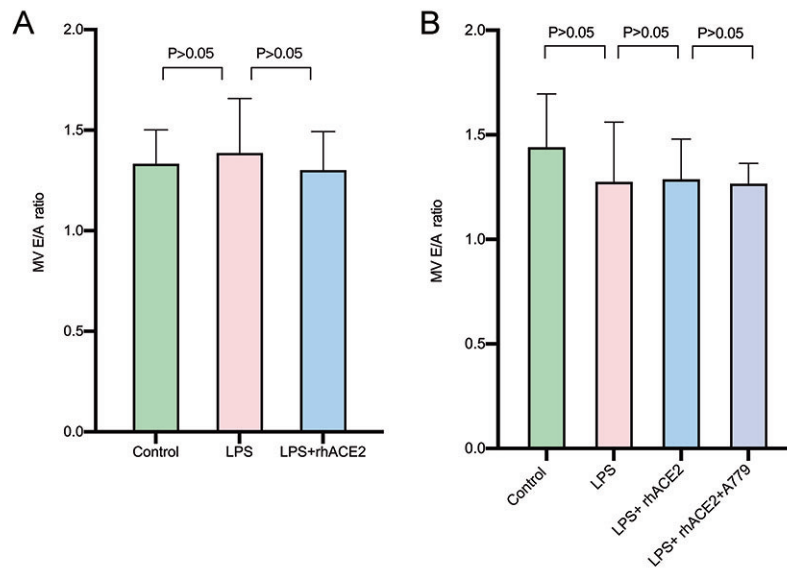 A
P>0.05 P>0.05
MV E/A ratio
2.0
1.5
1.0
0.5
0.0
Control LPS LPS+rhACE2
B
P>0.05 P>0.05 P>0.05
MV E/A ratio
2.0
1.5
1.0
0.5
0.0
Control
LPS
LPS+ rhACE2
LPS+ rhACE2+A779